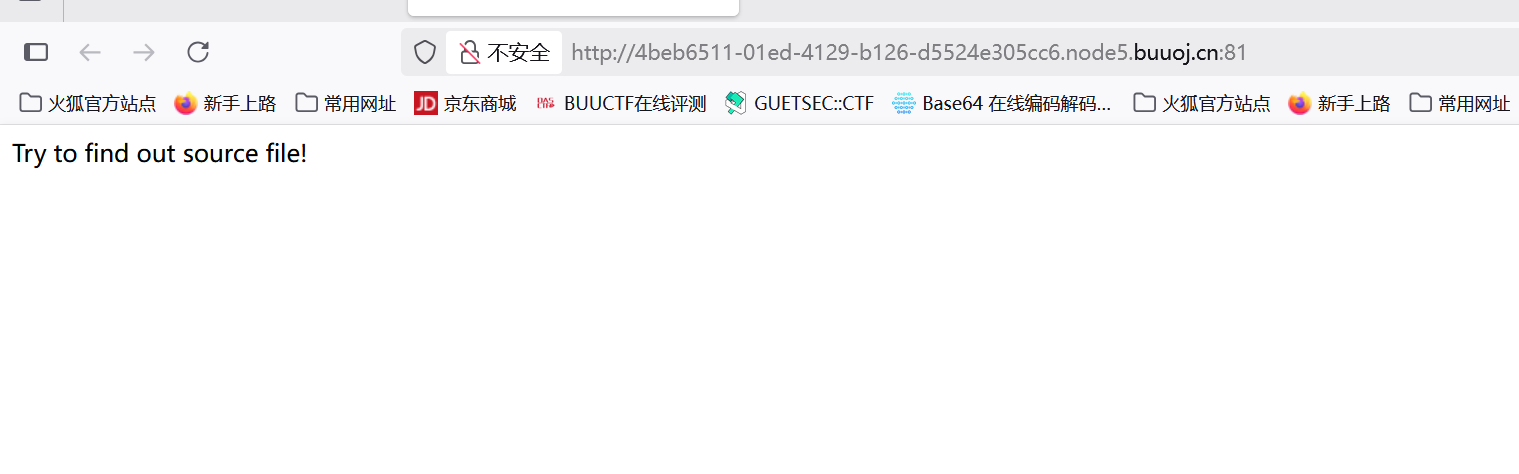 不安全 http://4beb6511-01ed-4129-b126-d5524e305cc6.node5.buuoj.cn:81
火狐官方站点 新手上路 常用网址 JD 京东商城 BUUCTF在线评测 GUETSEC::CTF Base64 在线编码解码... 火狐官方站点 新手上路 常用网址
Try to find out source file!